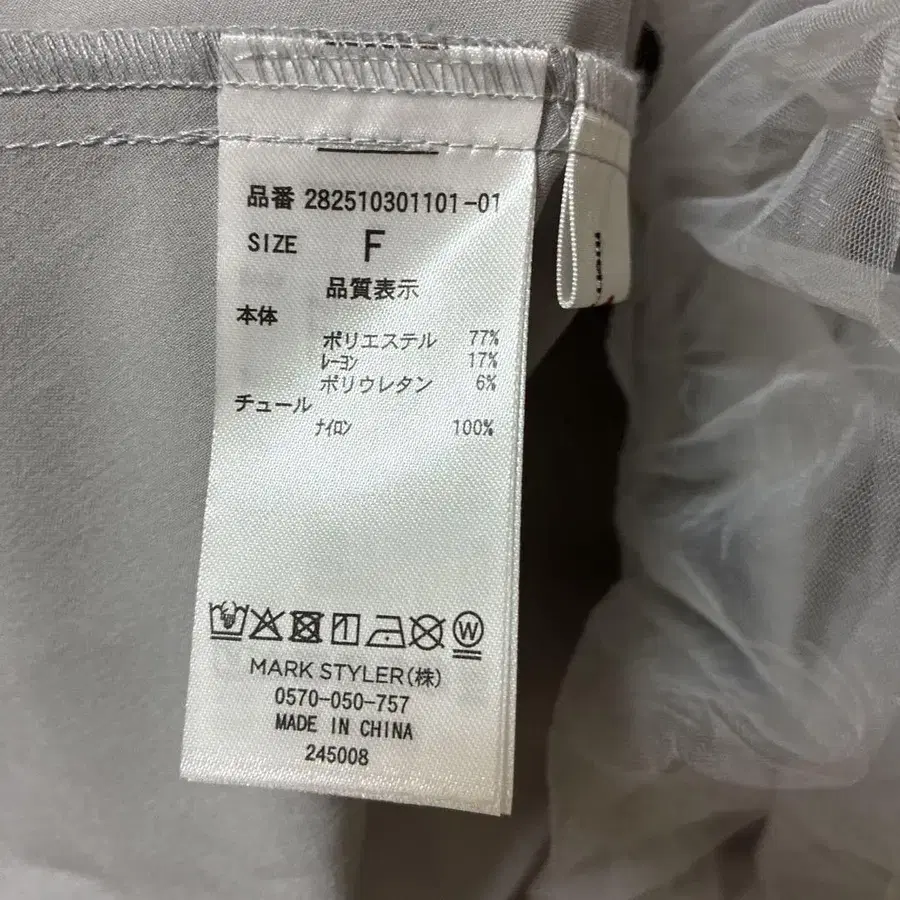 品番 282510301101-01
SIZE F
品質表示
本体
ポリエステル 77%
レーヨン 17%
ポリウレタン 6%
チュール
ナイロン 100%
W
MARK STYLER(株)
0570-050-757
MADE IN CHINA
245008